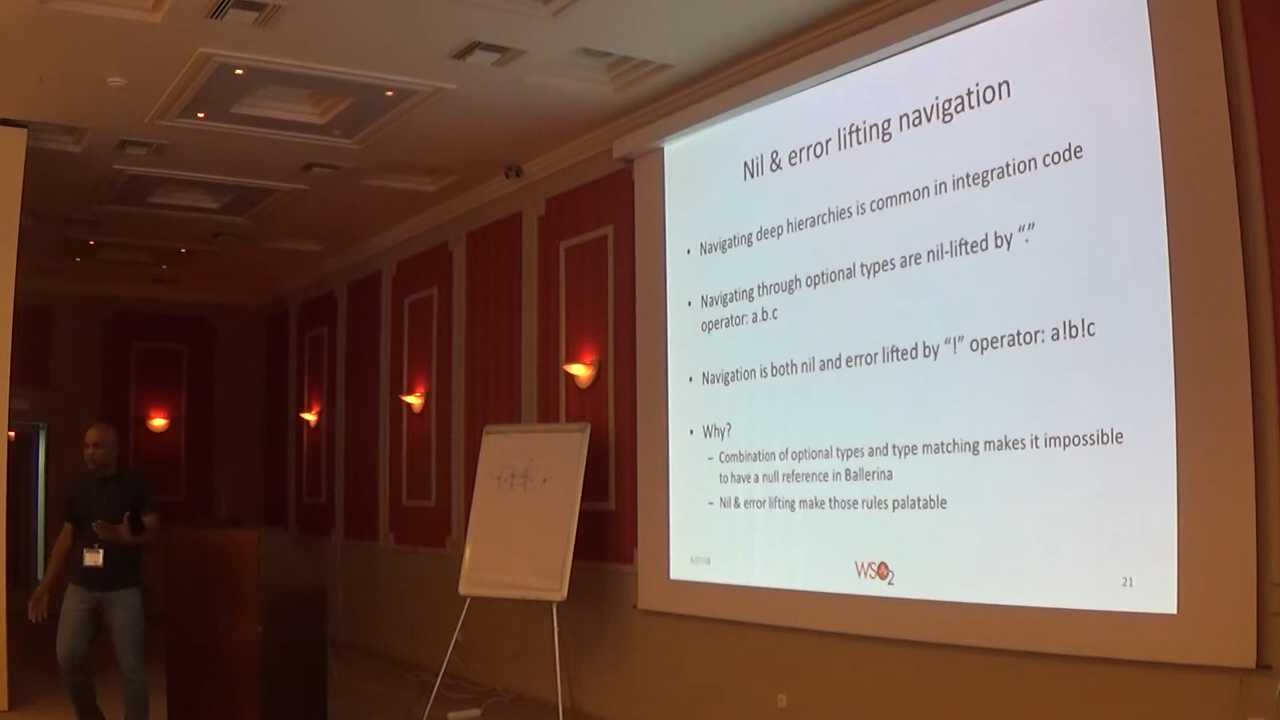 Nil & error lifting navigation
• Navigating deep hierarchies is common in integration code
• Navigating through optional types are nil-lifted by “.”
operator: a.b.c
• Navigation is both nil and error lifted by “!” operator: a!b!c
• Why?
– Combination of optional types and type matching makes it impossible
to have a null reference in Ballerina
– Nil & error lifting make those rules palatable
WSO2
21